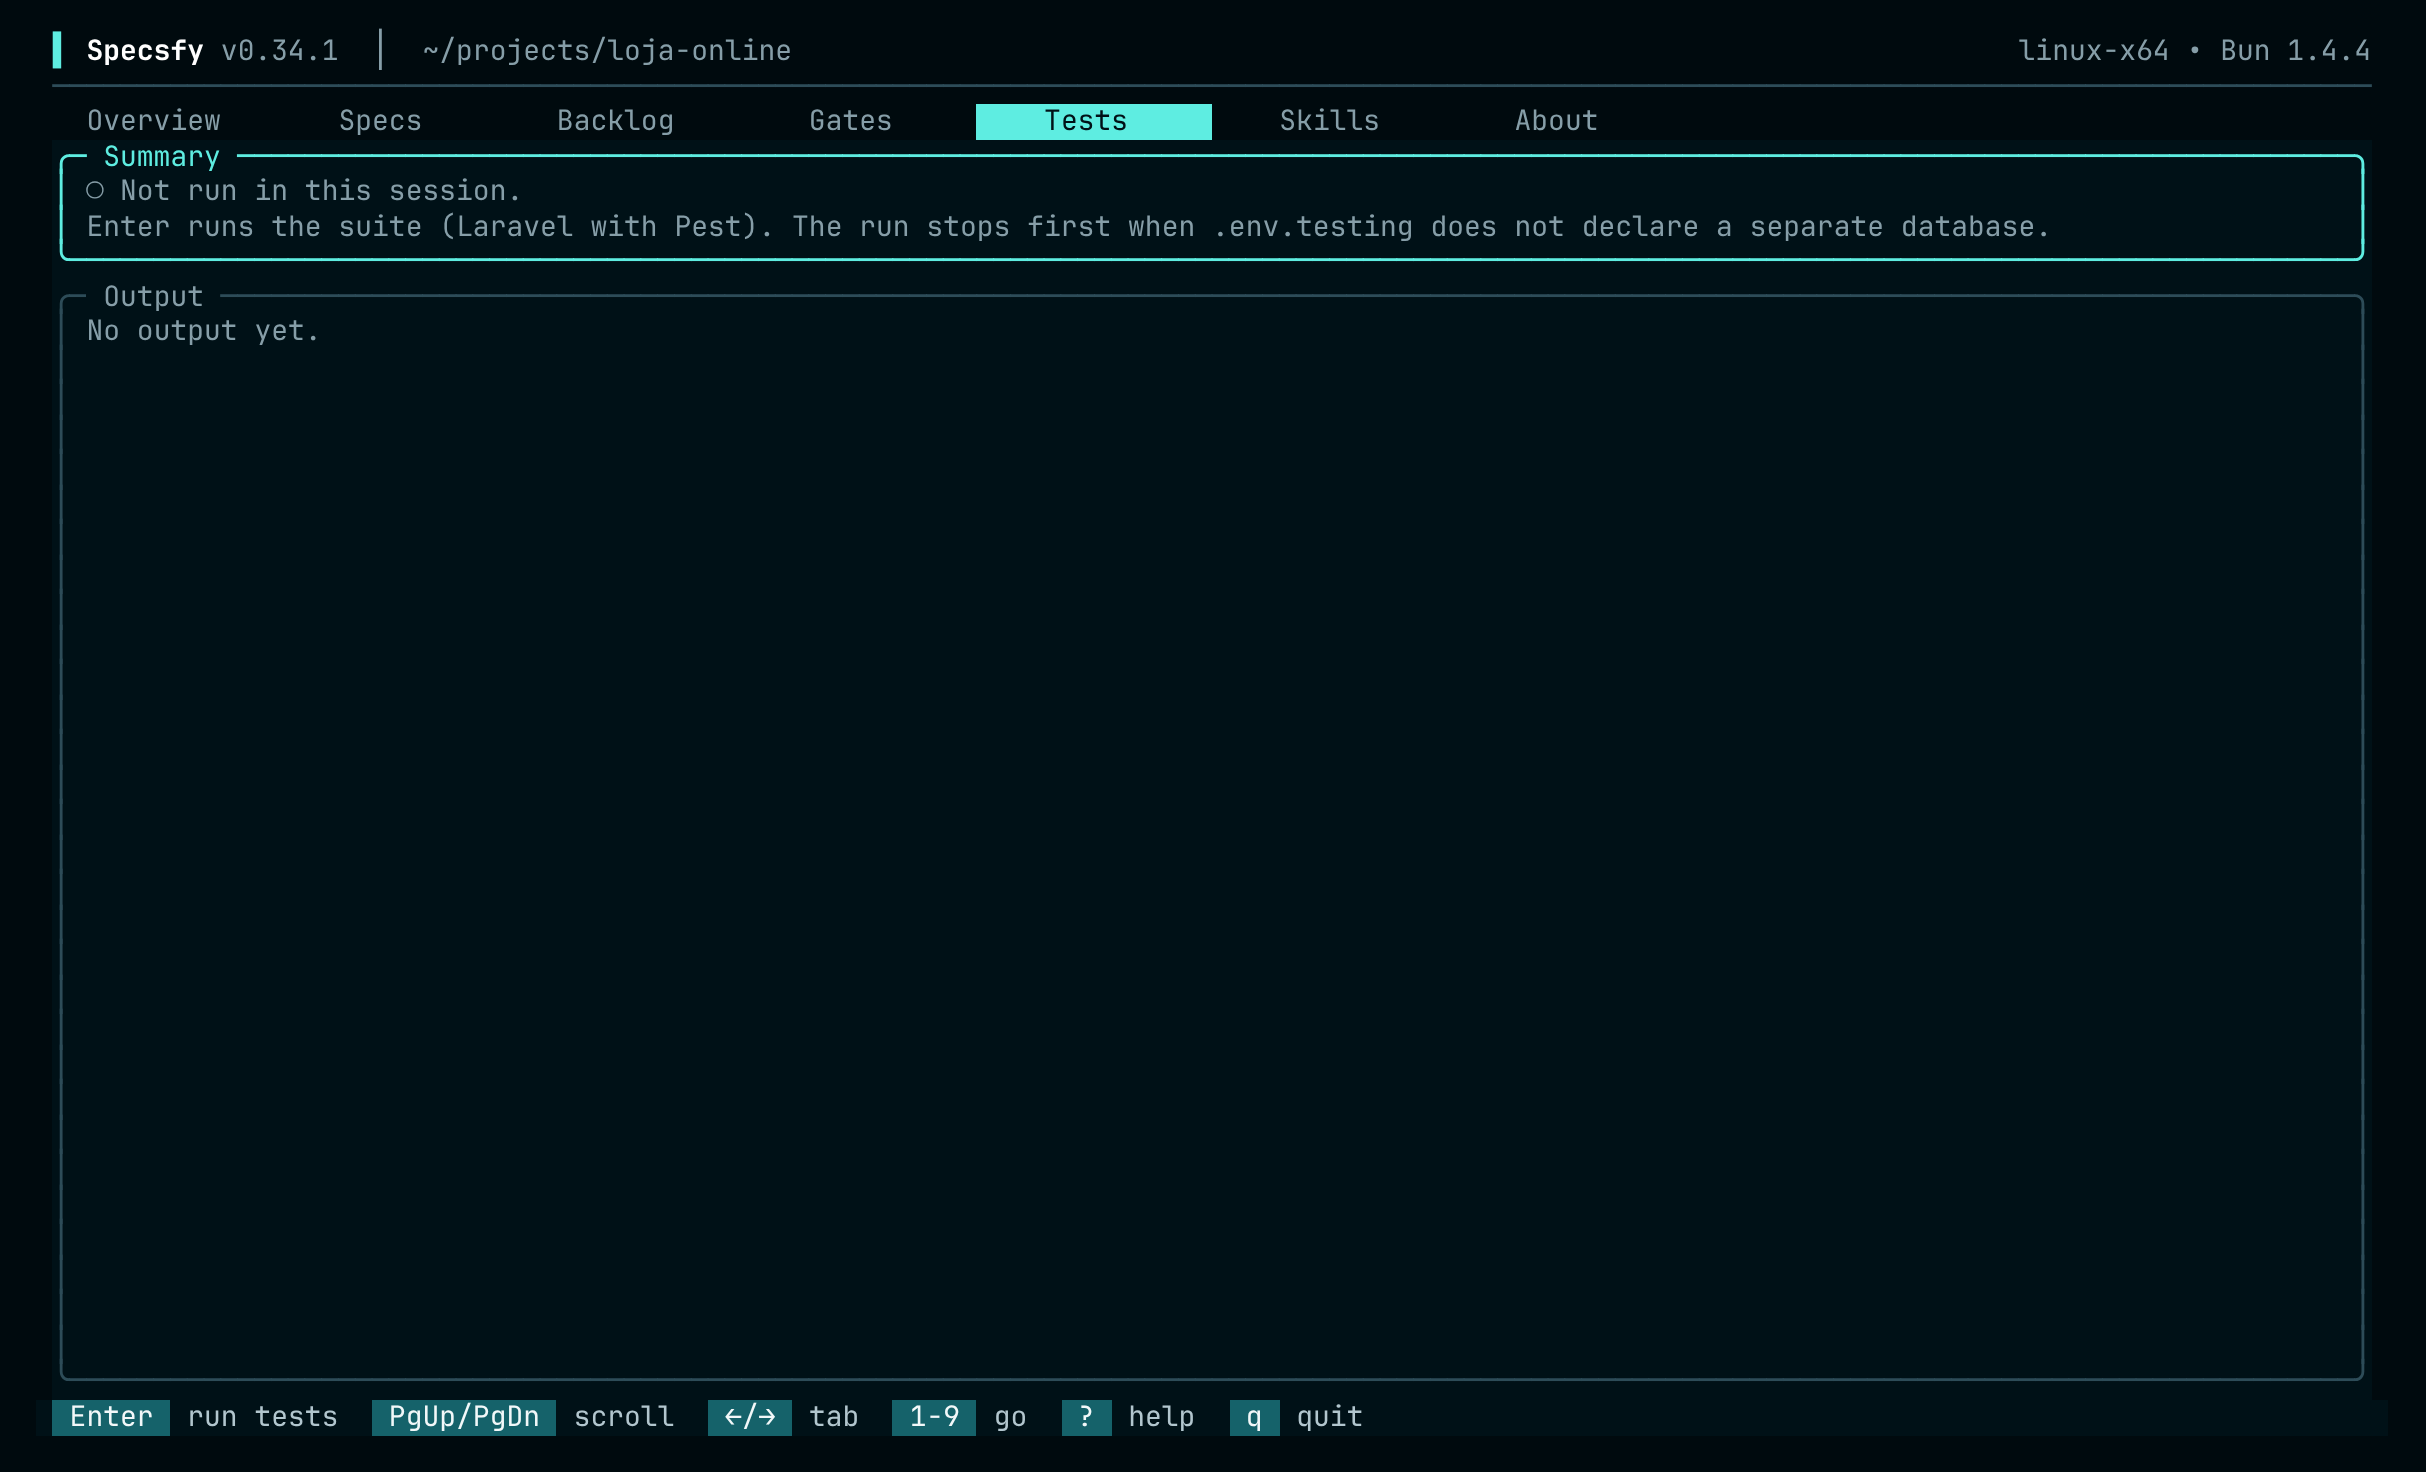 Specsfy v0.34.1 │ ~/projects/loja-online linux-x64 • Bun 1.4.4
Overview Specs Backlog Gates Tests Skills About
Summary
○ Not run in this session.
Enter runs the suite (Laravel with Pest). The run stops first when .env.testing does not declare a separate database.
Output
No output yet.
Enter run tests PgUp/PgDn scroll ←/→ tab 1-9 go ? help q quit